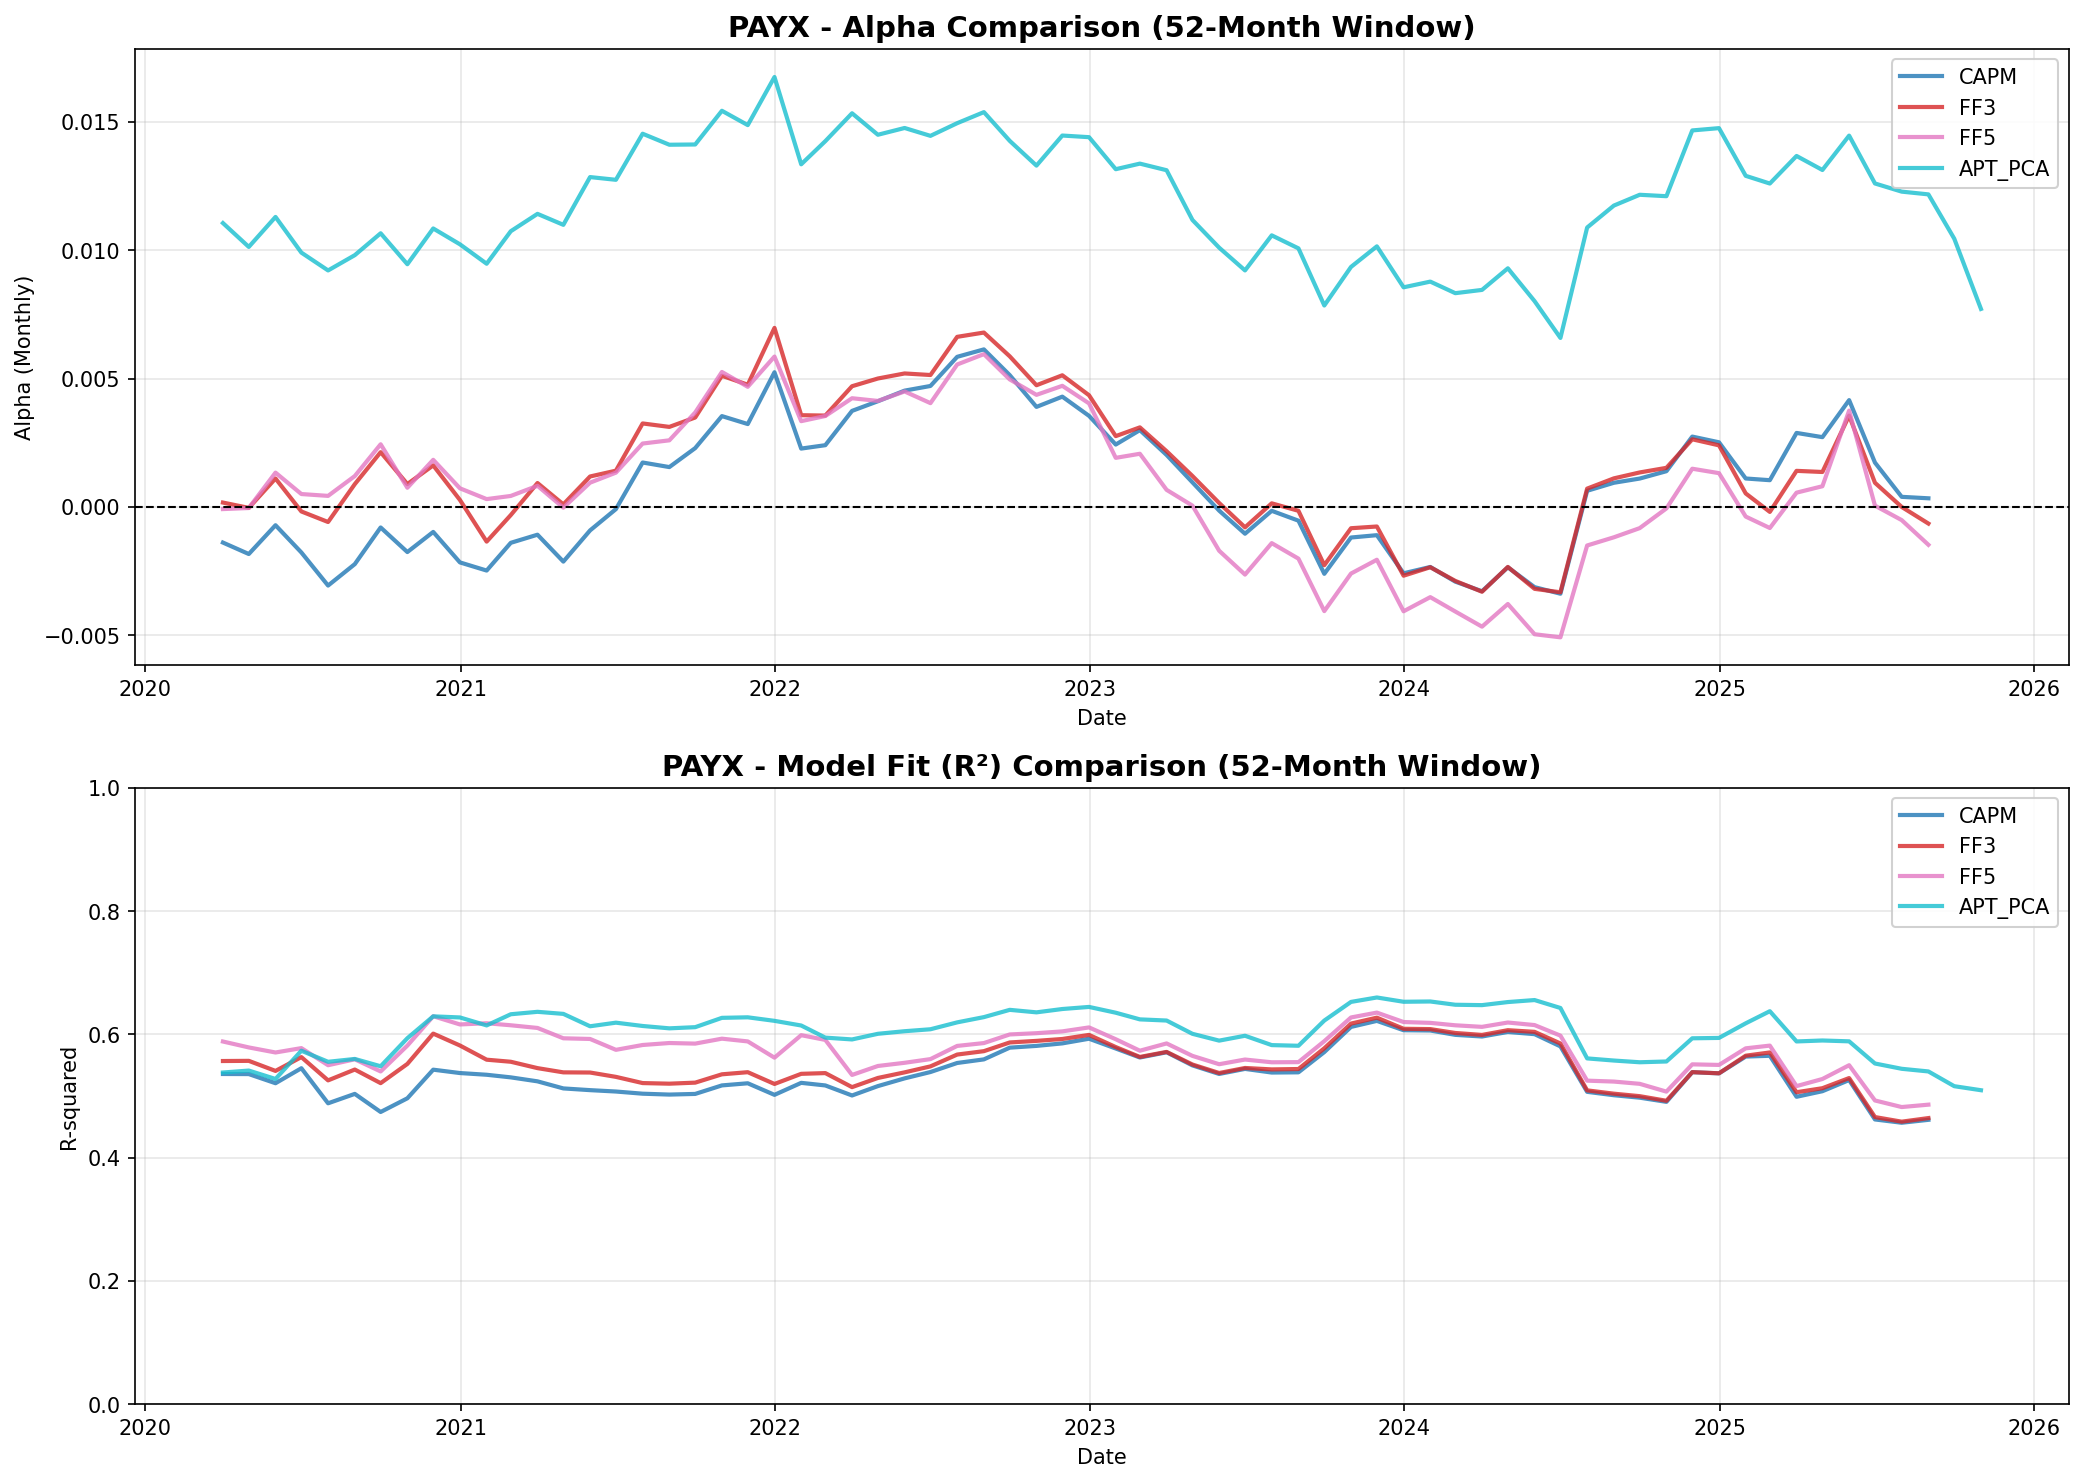 PAYX - Alpha Comparison (52-Month Window)
CAPM
FF3
FF5
APT_PCA
Alpha (Monthly)
0.015
0.010
0.005
0.000
−0.005
2020 2021 2022 2023 2024 2025 2026
Date
PAYX - Model Fit (R²) Comparison (52-Month Window)
CAPM
FF3
FF5
APT_PCA
R-squared
1.0
0.8
0.6
0.4
0.2
0.0
2020 2021 2022 2023 2024 2025 2026
Date